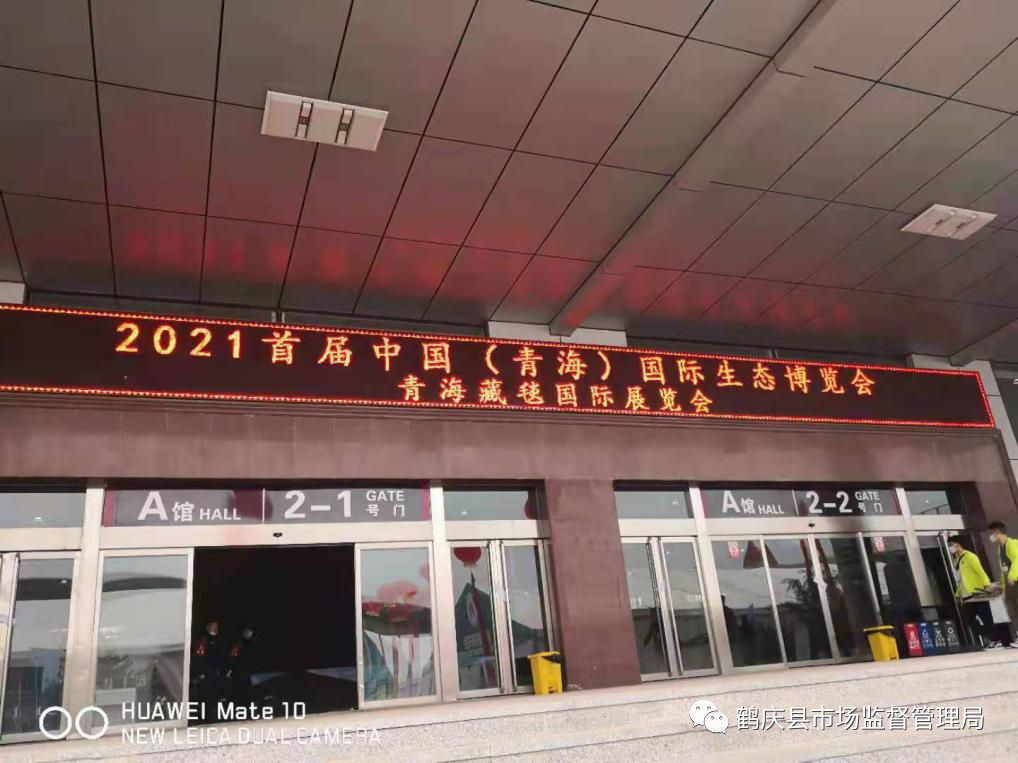 2021首届中国（青海）国际生态博览会
青海藏毯国际展览会
A馆 HALL 2-1 GATE 号 门
A馆 HALL 2-2 GATE 号 门
HUAWEI Mate 10
NEW LEICA DUAL CAMERA
鹤庆县市场监督管理局